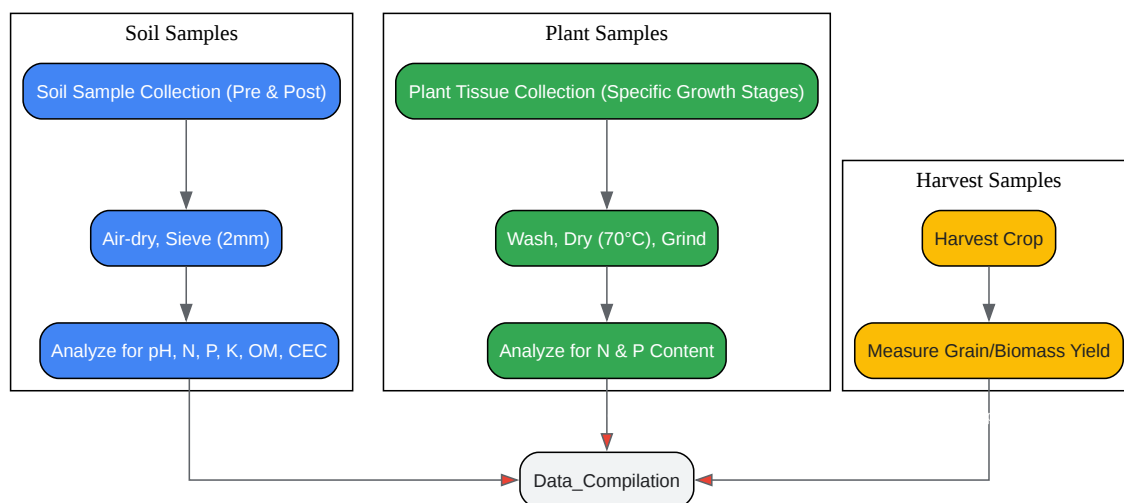 Soil Samples
Soil Sample Collection (Pre & Post)
Air-dry, Sieve (2mm)
Analyze for pH, N, P, K, OM, CEC
Plant Samples
Plant Tissue Collection (Specific Growth Stages)
Wash, Dry (70°C), Grind
Analyze for N & P Content
Harvest Samples
Harvest Crop
Measure Grain/Biomass Yield
Data_Compilation